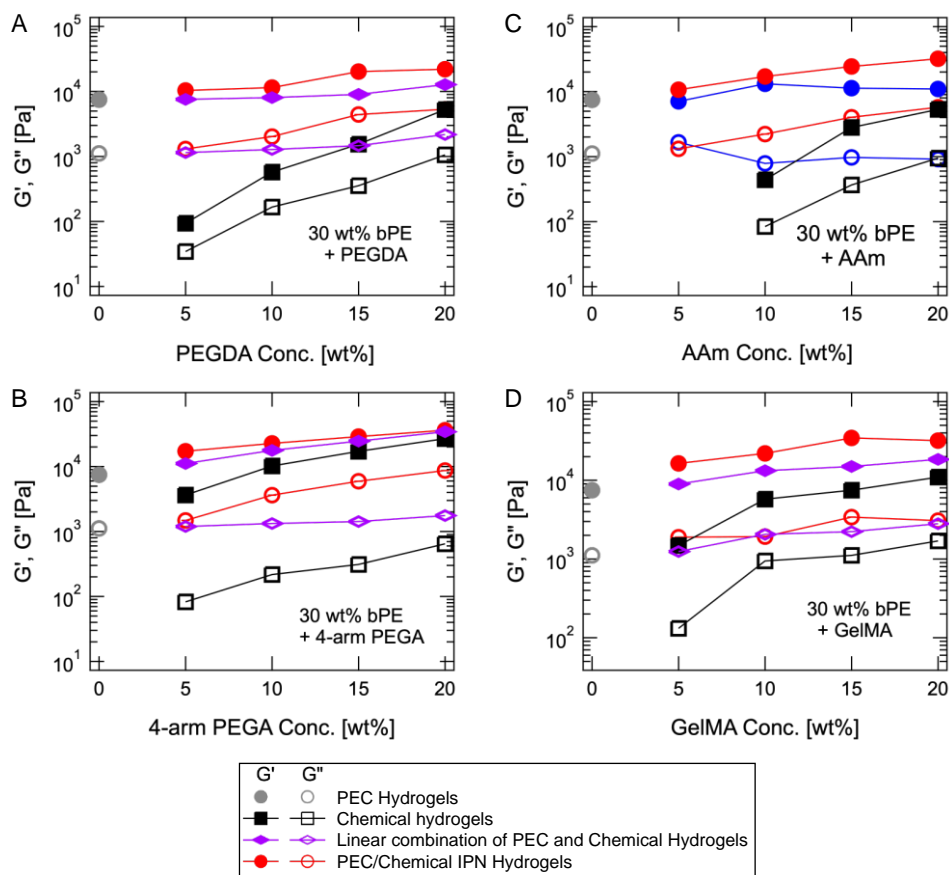 A
10^5
10^4
10^3
10^2
10^1
G', G" [Pa]
30 wt% bPE
+ PEGDA
0 5 10 15 20
PEGDA Conc. [wt%]
C
10^5
10^4
10^3
10^2
10^1
G', G" [Pa]
30 wt% bPE
+ AAm
0 5 10 15 20
AAm Conc. [wt%]
B
10^5
10^4
10^3
10^2
10^1
G', G" [Pa]
30 wt% bPE
+ 4-arm PEGA
0 5 10 15 20
4-arm PEGA Conc. [wt%]
D
10^5
10^4
10^3
10^2
G', G" [Pa]
30 wt% bPE
+ GelMA
0 5 10 15 20
GelMA Conc. [wt%]
G' G"
PEC Hydrogels
Chemical hydrogels
Linear combination of PEC and Chemical Hydrogels
PEC/Chemical IPN Hydrogels